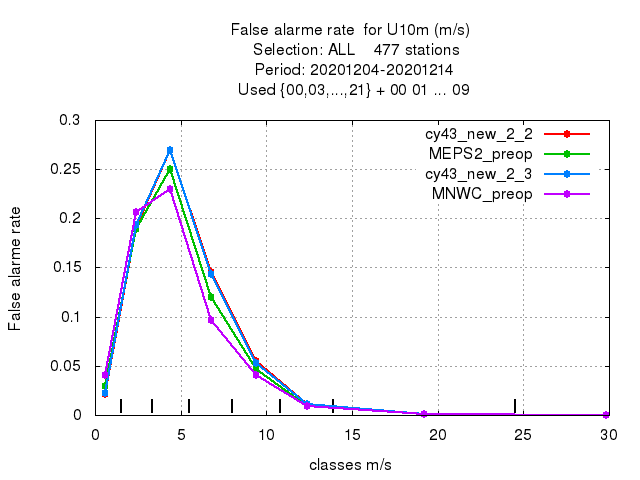 False alarme rate  for U10m (m/s)
Selection: ALL    477 stations
Period: 20201204-20201214
Used {00,03,...,21} + 00 01 ... 09
cy43_new_2_2
MEPS2_preop
cy43_new_2_3
MNWC_preop
False alarme rate
0.3
0.25
0.2
0.15
0.1
0.05
0
0 5 10 15 20 25 30
classes m/s